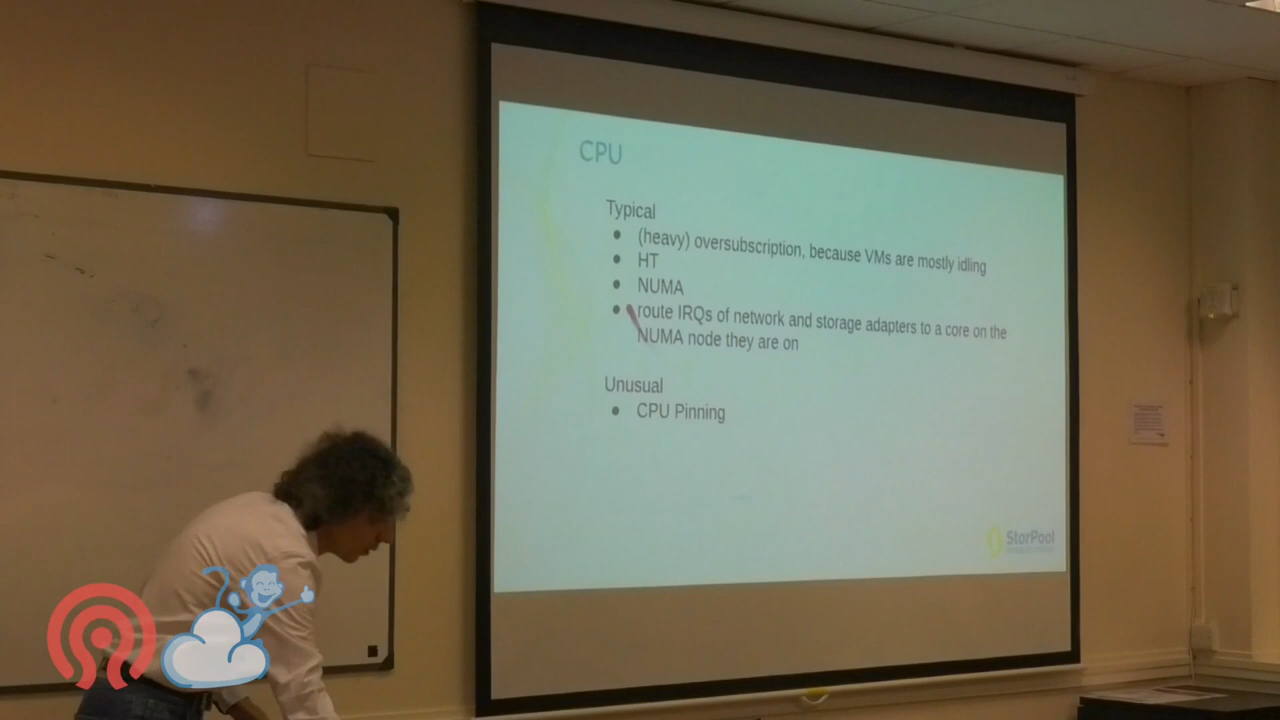 CPU
Typical
• (heavy) oversubscription, because VMs are mostly idling
• HT
• NUMA
• route IRQs of network and storage adapters to a core on the
NUMA node they are on
Unusual
• CPU Pinning
StorPool